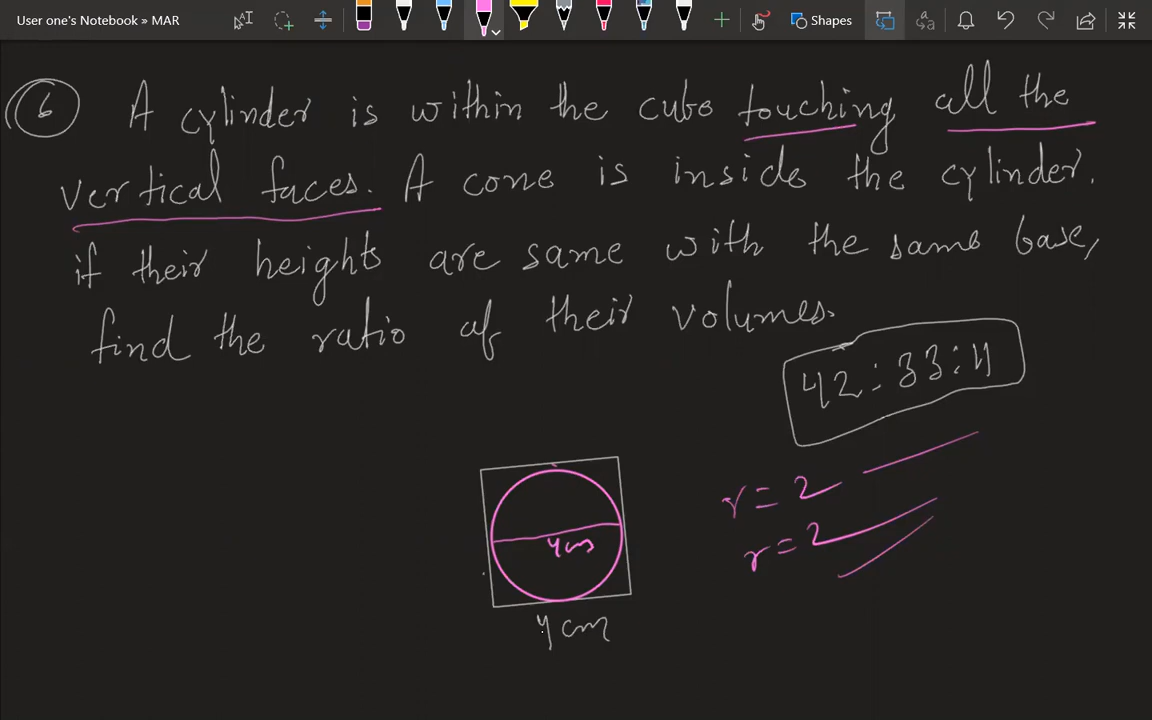 User one's Notebook » MAR
Shapes
6 A cylinder is within the cube touching all the
vertical faces. A cone is inside the cylinder.
if their heights are same with the same base,
find the ratio of their volumes.
42:33:11
r = 2
r = 2
4cm
4cm